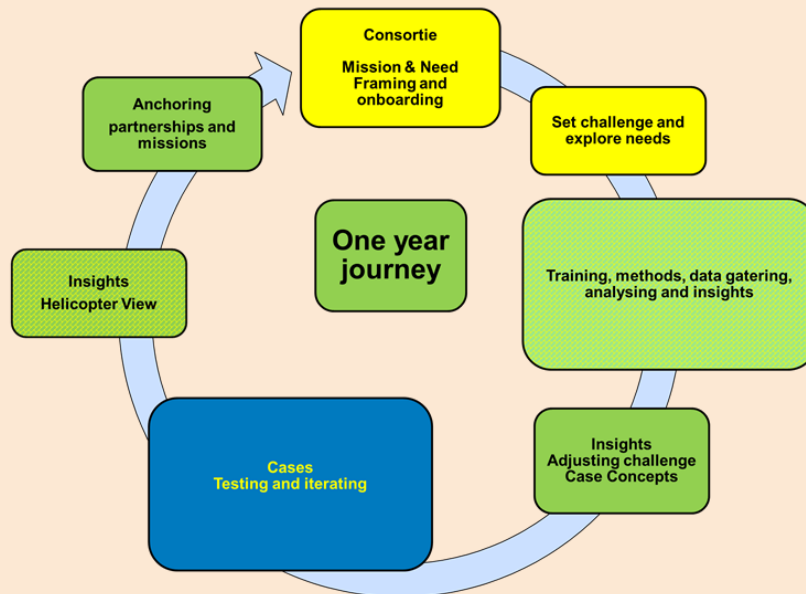 Consortie
Mission & Need
Framing and
onboarding
Set challenge and
explore needs
Training, methods, data gatering,
analysing and insights
Insights
Adjusting challenge
Case Concepts
Cases
Testing and iterating
Insights
Helicopter View
Anchoring
partnerships and
missions
One year
journey